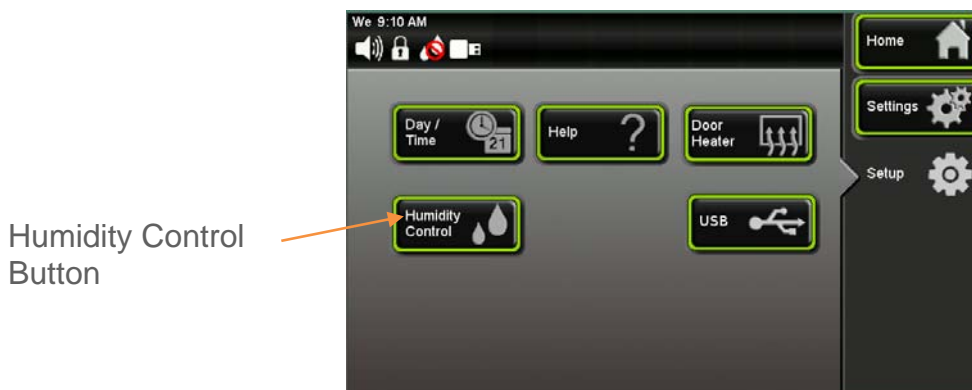 We 9:10 AM
Home
Settings
Setup
Day /
Time
21
Help
?
Door
Heater
Humidity
Control
USB
Humidity Control
Button